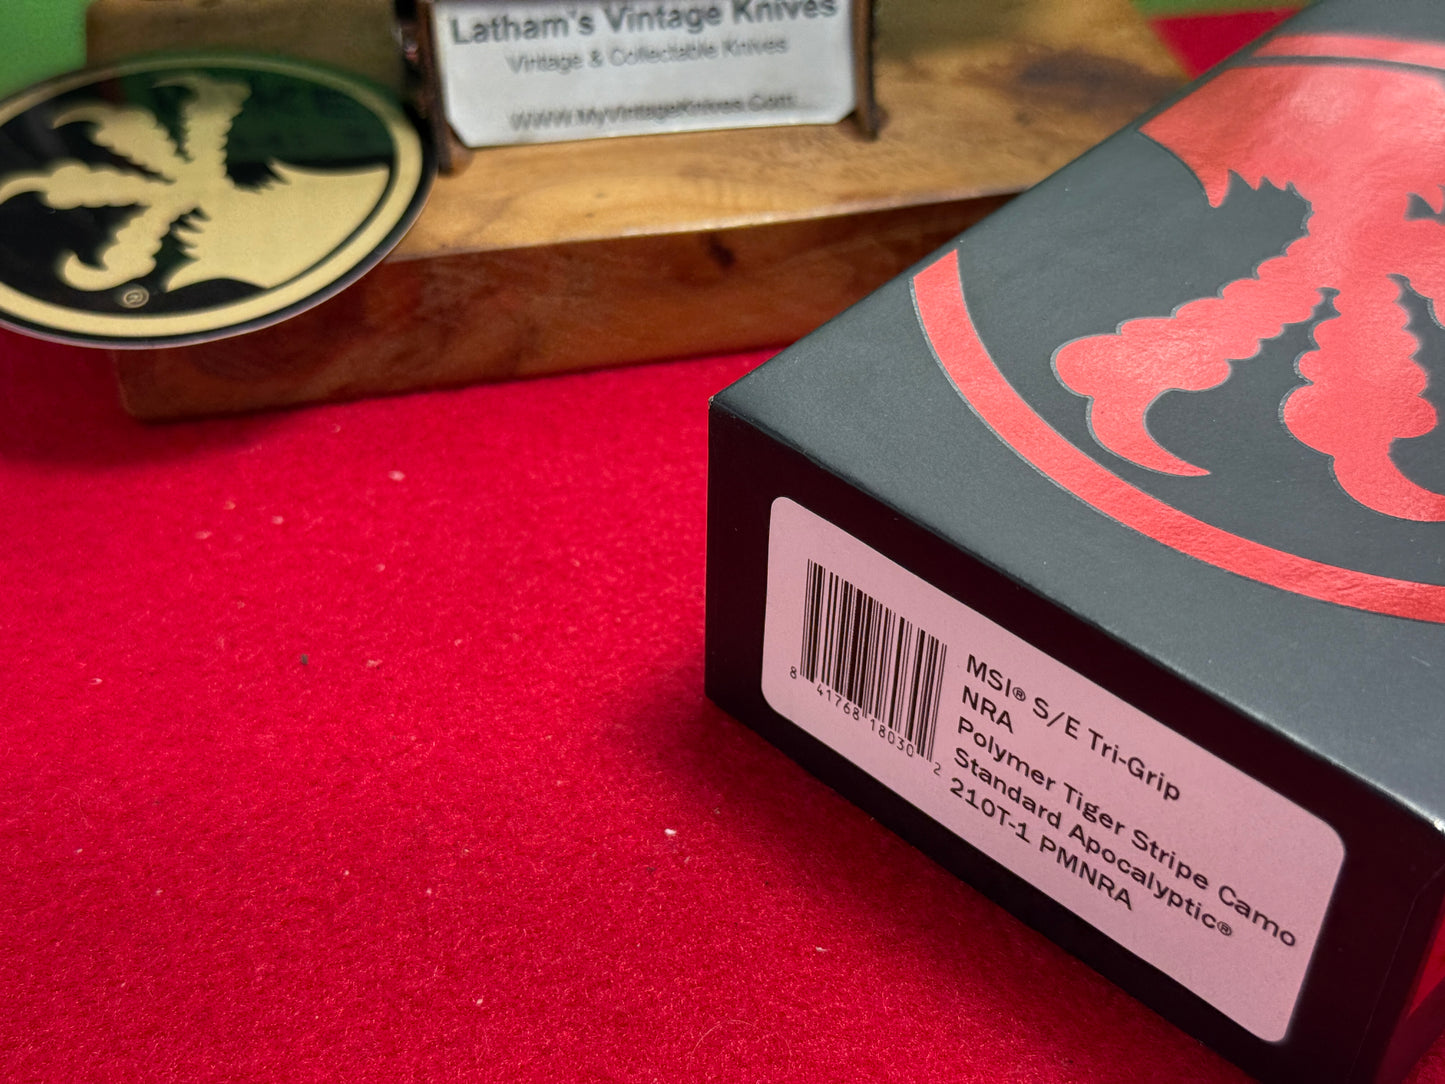 Latham's Vintage Knives
Vintage & Collectable Knives
www.MyVintageKnives.Com
®
8 41768 18030 2
MSI® S/E Tri-Grip
NRA
Polymer Tiger Stripe Camo
Standard Apocalyptic®
210T-1 PMNRA